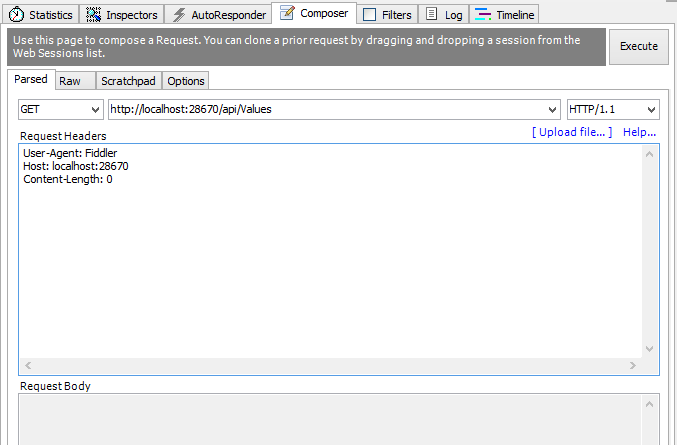 Statistics Inspectors AutoResponder Composer Filters Log Timeline
Use this page to compose a Request. You can clone a prior request by dragging and dropping a session from the
Web Sessions list.
Execute
Parsed Raw Scratchpad Options
GET http://localhost:28670/api/Values HTTP/1.1
Request Headers [ Upload file... ] Help...
User-Agent: Fiddler
Host: localhost:28670
Content-Length: 0
Request Body